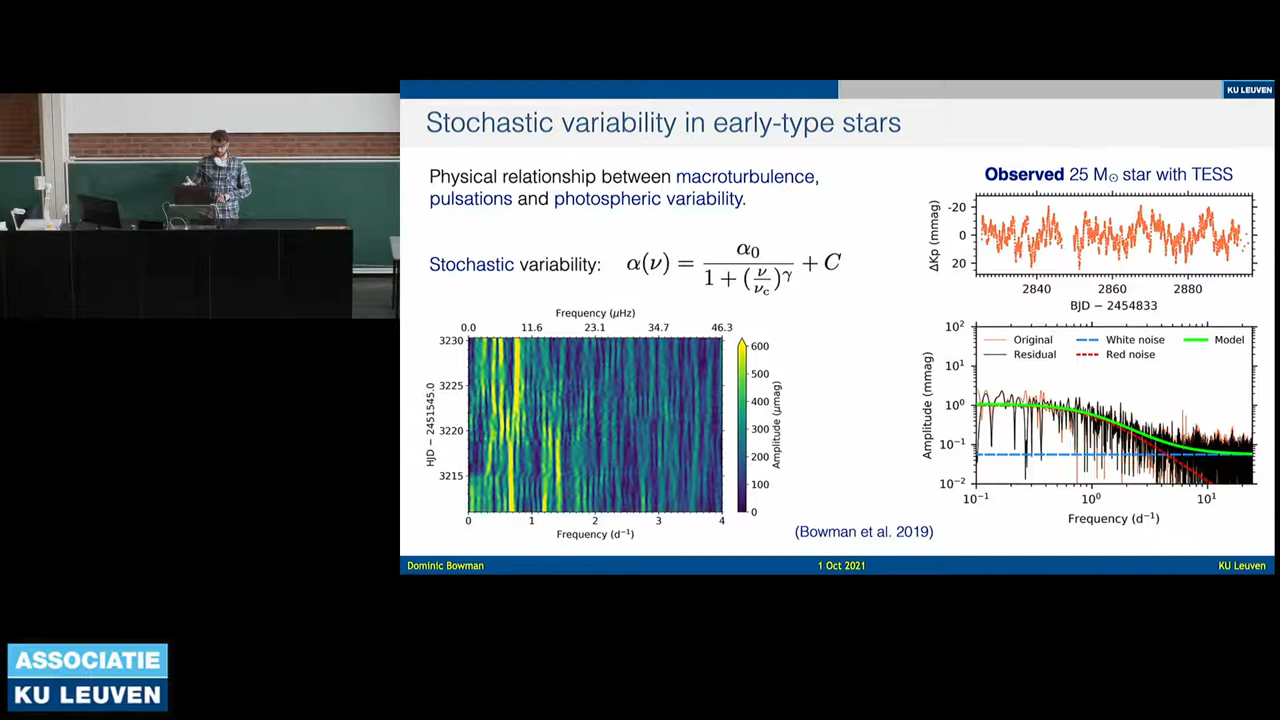 KU LEUVEN
Stochastic variability in early-type stars
Physical relationship between macroturbulence,
pulsations and photospheric variability.
Stochastic variability: α(ν) = α₀ / (1 + (ν/ν_c)^γ) + C
Frequency (μHz)
0.0 11.6 23.1 34.7 46.3
3230
3225
3220
3215
HJD − 2451545.0
0 1 2 3 4
Frequency (d⁻¹)
600
500
400
300
200
100
0
Amplitude (μmag)
Observed 25 M⊙ star with TESS
-20
0
20
ΔKp (mmag)
2840 2860 2880
BJD − 2454833
Original White noise Model
Residual Red noise
10²
10¹
10⁰
10⁻¹
10⁻²
Amplitude (mmag)
10⁻¹ 10⁰ 10¹
Frequency (d⁻¹)
(Bowman et al. 2019)
Dominic Bowman 1 Oct 2021 KU Leuven
ASSOCIATIE
KU LEUVEN